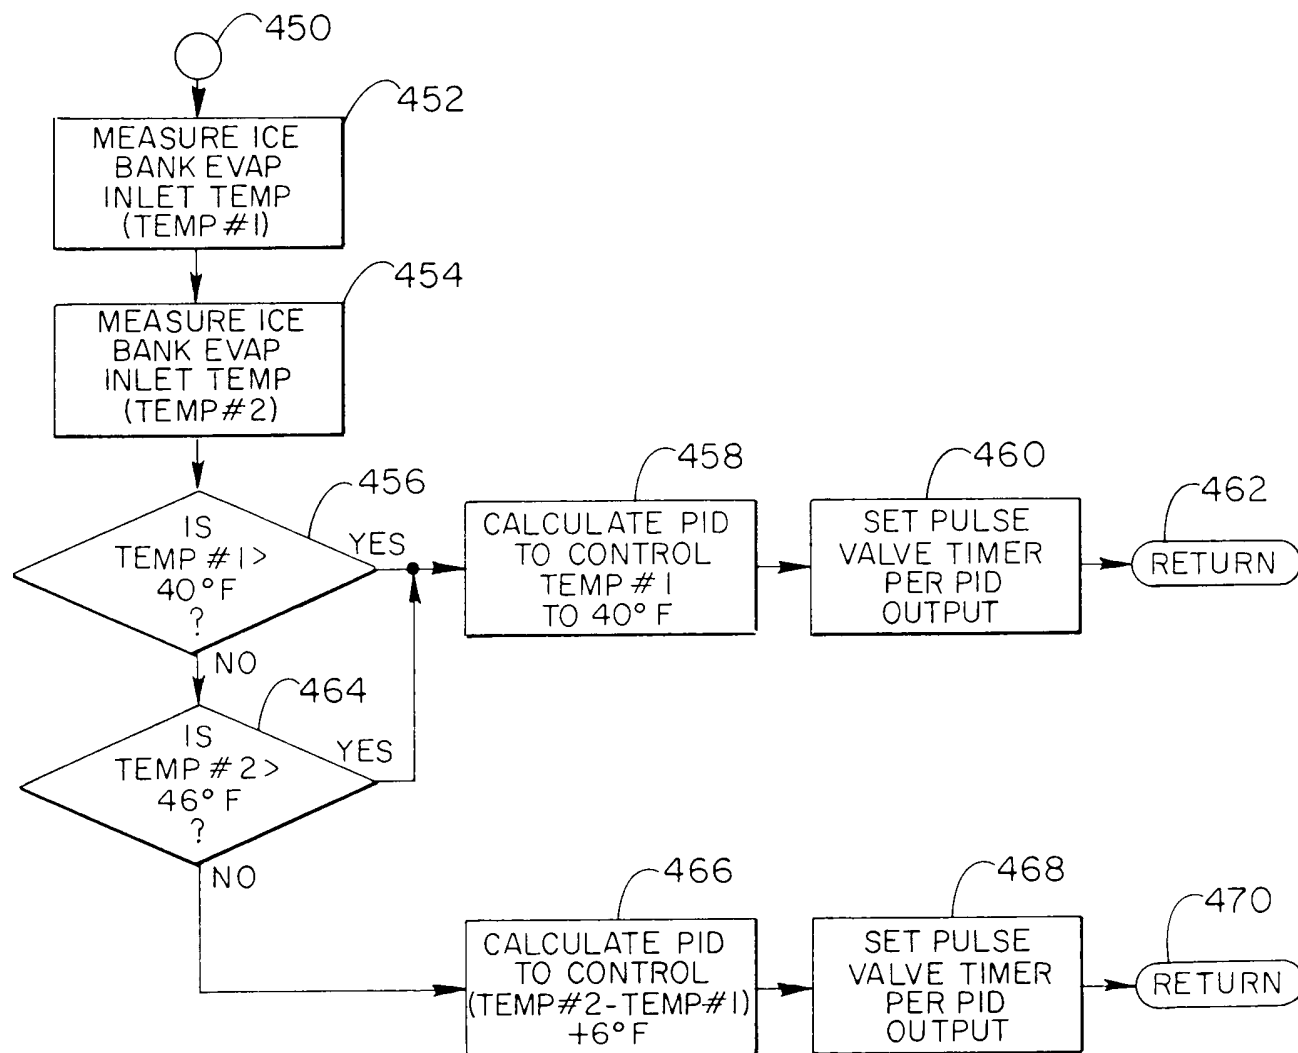 450
452
MEASURE ICE
BANK EVAP
INLET TEMP
(TEMP #1)
454
MEASURE ICE
BANK EVAP
INLET TEMP
(TEMP #2)
456
IS
TEMP #1>
40°F
?
YES
NO
458
CALCULATE PID
TO CONTROL
TEMP #1
TO 40°F
460
SET PULSE
VALVE TIMER
PER PID
OUTPUT
462
RETURN
464
IS
TEMP #2>
46°F
?
YES
NO
466
CALCULATE PID
TO CONTROL
(TEMP#2-TEMP#1)
+6°F
468
SET PULSE
VALVE TIMER
PER PID
OUTPUT
470
RETURN